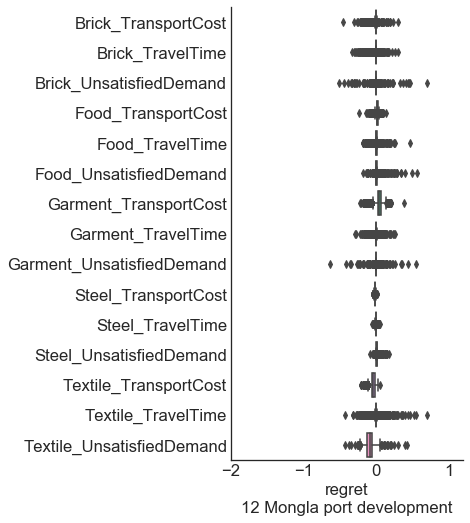 Brick_TransportCost
Brick_TravelTime
Brick_UnsatisfiedDemand
Food_TransportCost
Food_TravelTime
Food_UnsatisfiedDemand
Garment_TransportCost
Garment_TravelTime
Garment_UnsatisfiedDemand
Steel_TransportCost
Steel_TravelTime
Steel_UnsatisfiedDemand
Textile_TransportCost
Textile_TravelTime
Textile_UnsatisfiedDemand
−2 −1 0 1
regret
12 Mongla port development